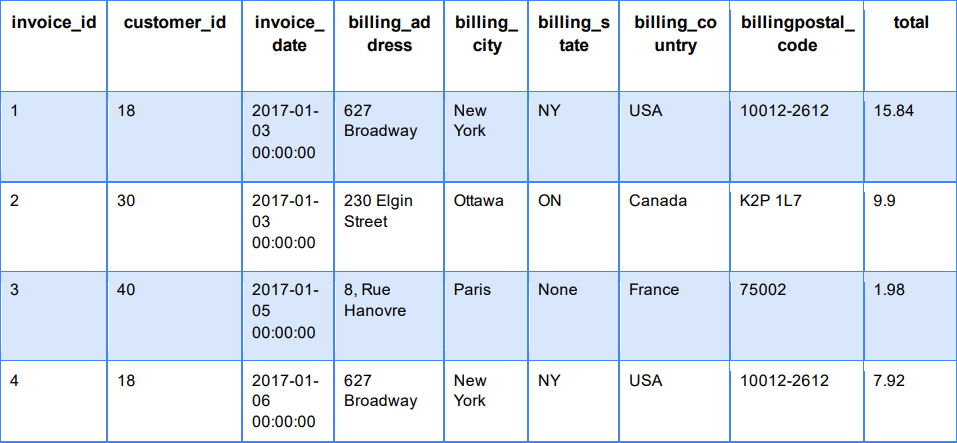 invoice_id customer_id invoice_date billing_address billing_city billing_state billing_country billingpostal_code total
1 18 2017-01-03 00:00:00 627 Broadway New York NY USA 10012-2612 15.84
2 30 2017-01-03 00:00:00 230 Elgin Street Ottawa ON Canada K2P 1L7 9.9
3 40 2017-01-05 00:00:00 8, Rue Hanovre Paris None France 75002 1.98
4 18 2017-01-06 00:00:00 627 Broadway New York NY USA 10012-2612 7.92